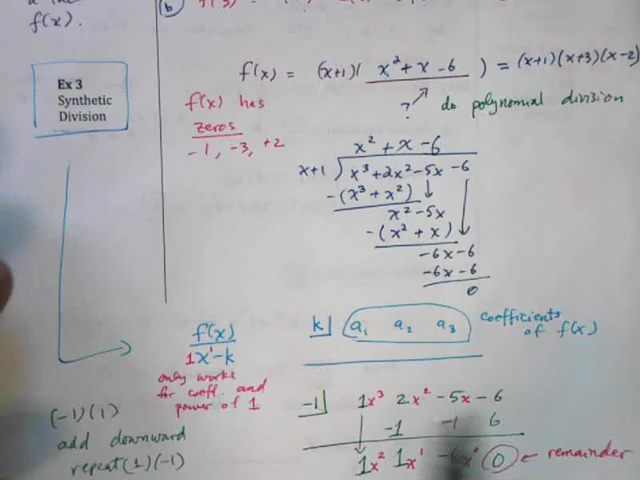 f(x).
(b)
f(x) = (x+1)( x² + x - 6 ) = (x+1)(x+3)(x-2)
Ex 3
Synthetic
Division
f(x) has
zeros
-1, -3, +2
? do polynomial division
x² + x - 6
x+1 ) x³ + 2x² - 5x - 6
-(x³ + x²)
x² - 5x
-(x² + x)
-6x - 6
-6x - 6
0
f(x)
1x¹ - k
only works
for coeff. and
power of 1
k| a₁ a₂ a₃ coefficients
of f(x)
(-1)(1)
add downward
repeat (1)(-1)
-1| 1x³ 2x² -5x -6
-1 -1 6
1x² 1x¹ -6x⁰ 0 ← remainder